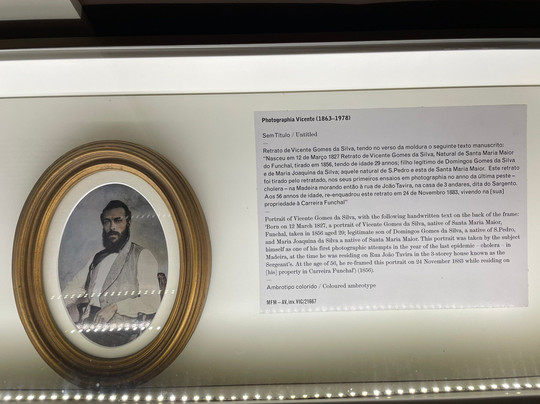 Photographia Vicente (1863–1978)
Sem Título / Untitled
Retrato de Vicente Gomes da Silva, tendo no verso da moldura o seguinte texto manuscrito:
“Nasceu em 12 de Março 1827 Retrato de Vicente Gomes da Silva, Natural de Santa Maria Maior
do Funchal, tirado em 1856, tendo de idade 29 annos; filho legitimo de Domingos Gomes da Silva
e de Maria Joaquina da Silva; aquele natural de S.Pedro e esta de Santa Maria Maior. Este retrato
foi tirado pelo retratado, nos seus primeiros ensaios em photographia no anno da última peste –
cholera – na Madeira morando então à rua de João Tavira, na casa de 3 andares, dita do Sargento.
Aos 56 annos de idade, re-enquadrou este retrato em 24 de Novembro 1883, vivendo na [sua]
propriedade à Carreira Funchal”
Portrait of Vicente Gomes da Silva, with the following handwritten text on the back of the frame:
'Born on 12 March 1827, a portrait of Vicente Gomes da Silva, native of Santa Maria Maior,
Funchal, taken in 1856 aged 29; legitimate son of Domingos Gomes da Silva, a native of S.Pedro,
and Maria Joaquina da Silva a native of Santa Maria Maior. This portrait was taken by the subject
himself as one of his first photographic attempts in the year of the last epidemic - cholera - in
Madeira, at the time he was residing on Rua João Tavira in the 3-storey house known as the
Sergeant's. At the age of 56, he re-framed this portrait on 24 November 1883 while residing on
[his] property in Carreira Funchal') (1856).
Ambrótipo colorido / Coloured ambrotype
MFM – AV, inv. VIC/21667